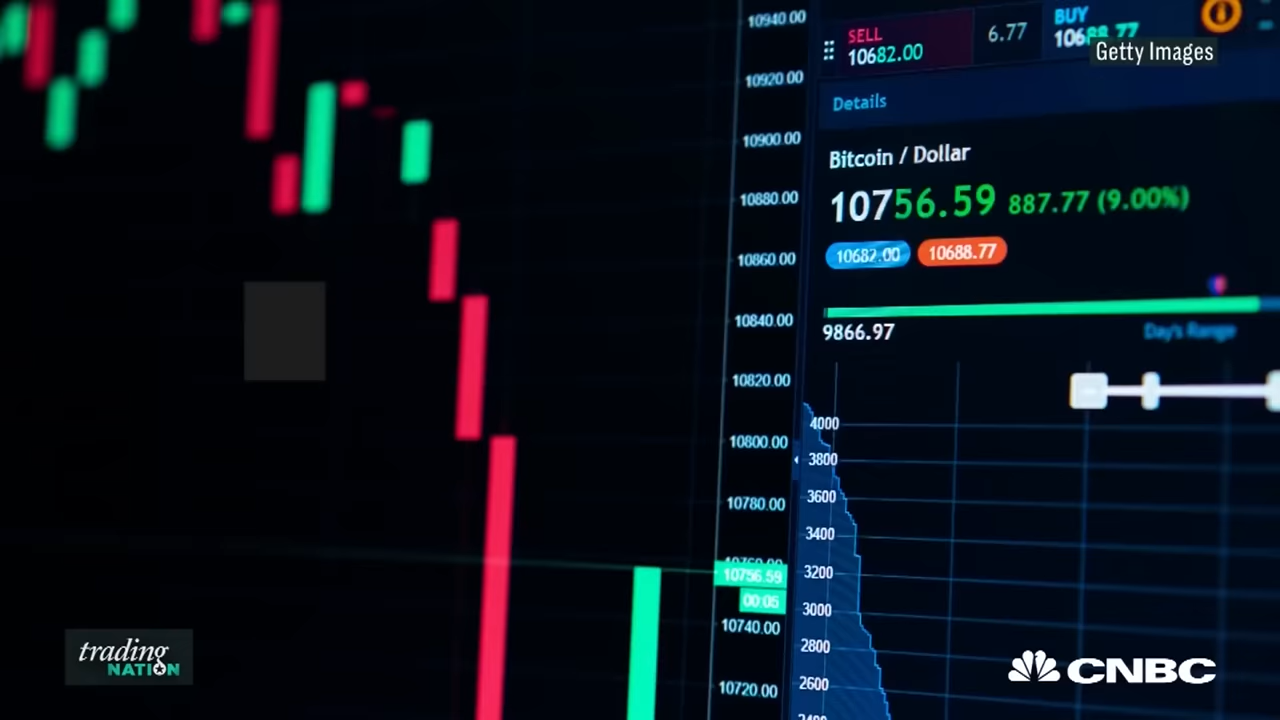 10940.00
10920.00
10900.00
10880.00
10860.00
10840.00
10820.00
10800.00
10780.00
10756.59
00:05
10740.00
10720.00
SELL
10682.00
6.77
BUY
10688.77
Getty Images
Details
Bitcoin / Dollar
10756.59 887.77 (9.00%)
10682.00 10688.77
9866.97
Day's Range
4000
3800
3600
3400
3200
3000
2800
2600
trading
NATION
CNBC